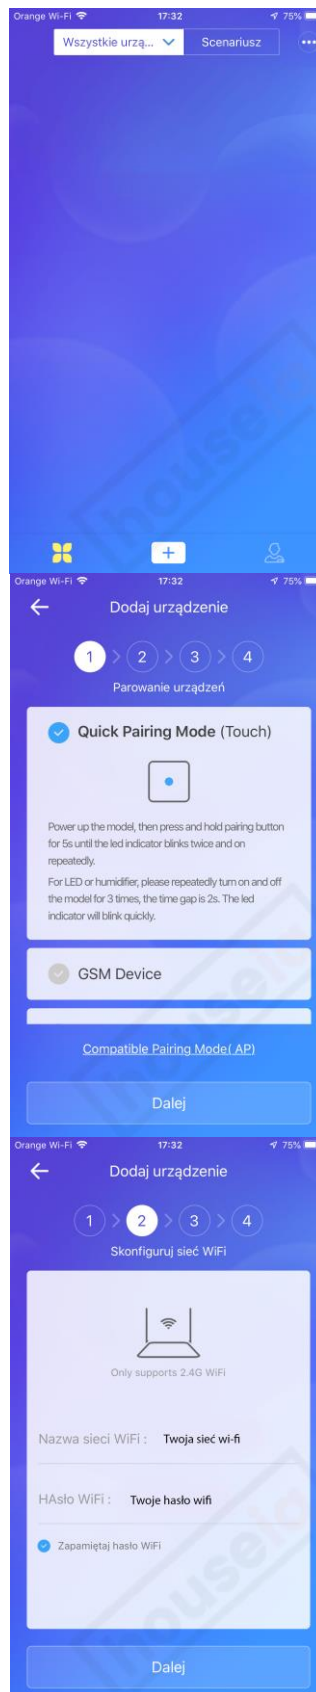 Orange Wi-Fi 17:32 75%
Wszystkie urzą... Scenariusz
houseiq
Orange Wi-Fi 17:32 75%
Dodaj urządzenie
1 > 2 > 3 > 4
Parowanie urządzeń
Quick Pairing Mode (Touch)
Power up the model, then press and hold pairing button
for 5s until the led indicator blinks twice and on
repeatedly.
For LED or humidifier, please repeatedly turn on and off
the model for 3 times, the time gap is 2s. The led
indicator will blink quickly.
GSM Device
houseiq
Compatible Pairing Mode( AP)
Dalej
Orange Wi-Fi 17:32 75%
Dodaj urządzenie
1 > 2 > 3 > 4
Skonfiguruj sieć WiFi
Only supports 2.4G WiFi
Nazwa sieci WiFi : Twoja sieć wi-fi
HAsło WiFi : Twoje hasło wifi
Zapamiętaj hasło WiFi
houseiq
Dalej